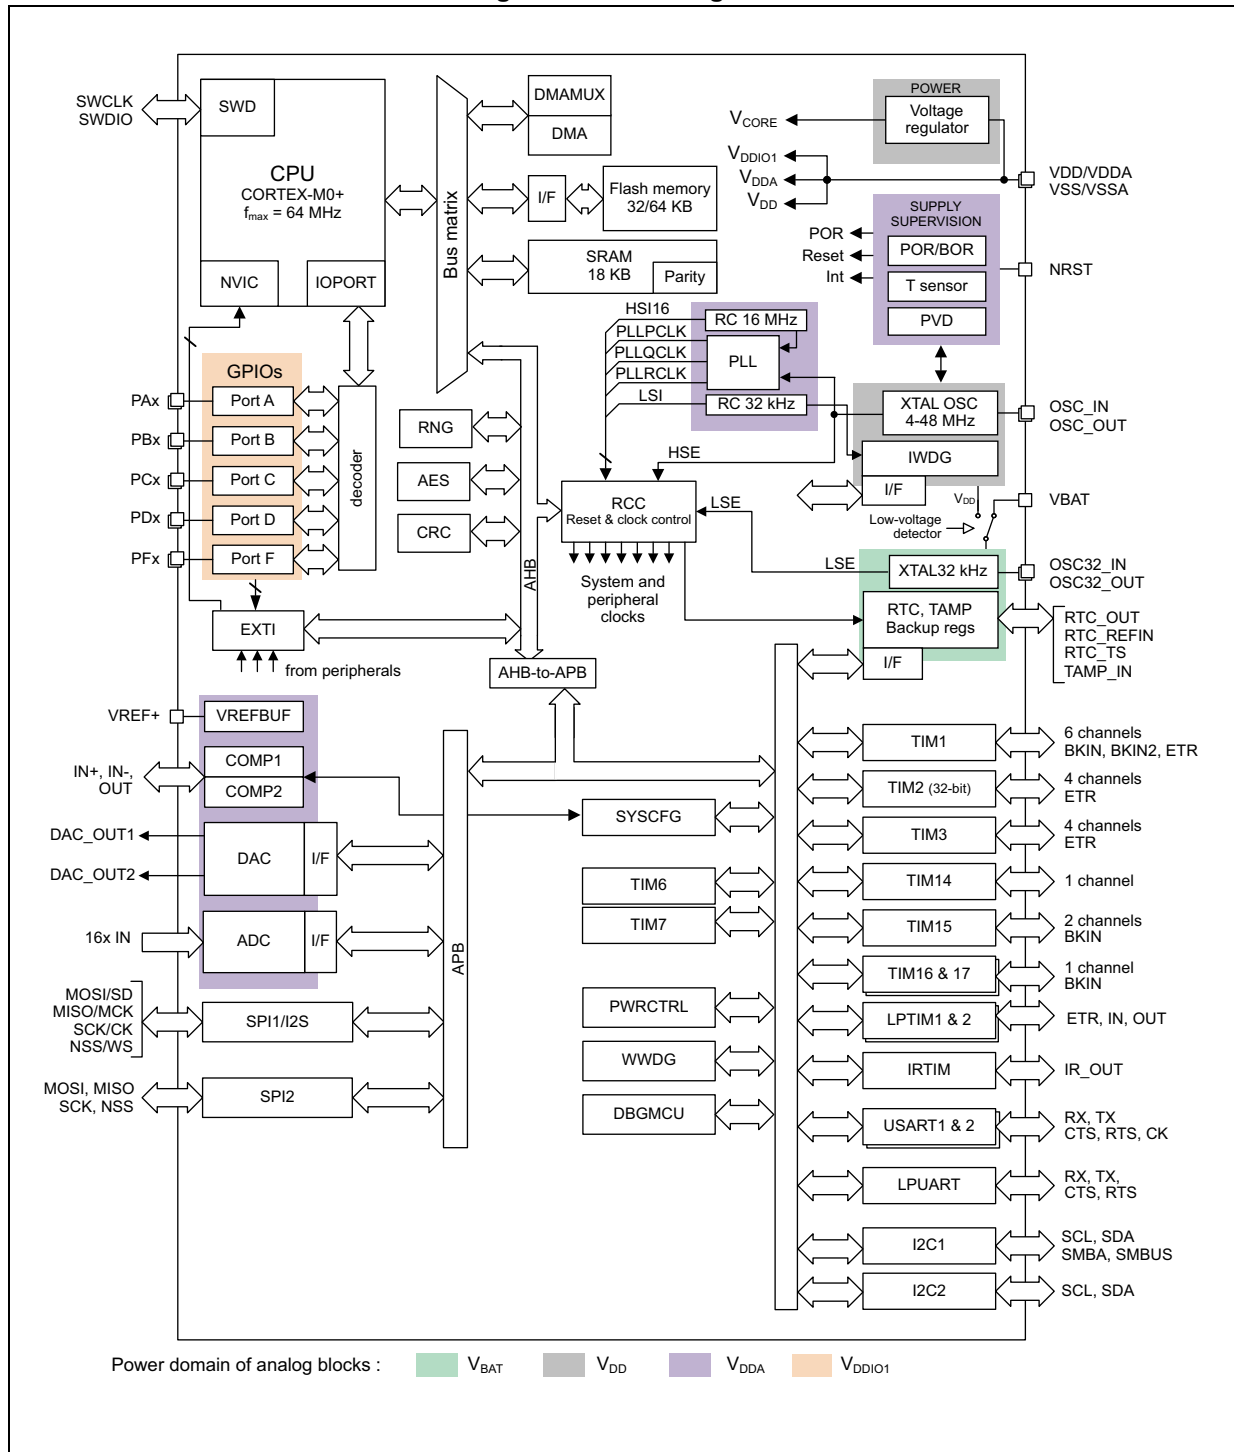 SWCLK
SWDIO
SWD
CPU
CORTEX-M0+
fmax = 64 MHz
NVIC
IOPORT
Bus matrix
DMAMUX
DMA
I/F
Flash memory
32/64 KB
SRAM
18 KB
Parity
POWER
Voltage
regulator
VCORE
VDDIO1
VDDA
VDD
VDD/VDDA
VSS/VSSA
SUPPLY
SUPERVISION
POR
Reset
Int
POR/BOR
T sensor
PVD
NRST
HSI16
PLLPCLK
PLLQCLK
PLLRCLK
LSI
RC 16 MHz
PLL
RC 32 kHz
XTAL OSC
4-48 MHz
IWDG
I/F
OSC_IN
OSC_OUT
HSE
LSE
VDD
VBAT
Low-voltage
detector
GPIOs
PAx
Port A
PBx
Port B
PCx
Port C
PDx
Port D
PFx
Port F
decoder
RNG
AES
CRC
AHB
RCC
Reset & clock control
System and
peripheral
clocks
LSE
XTAL32 kHz
RTC, TAMP
Backup regs
I/F
OSC32_IN
OSC32_OUT
RTC_OUT
RTC_REFIN
RTC_TS
TAMP_IN
EXTI
from peripherals
AHB-to-APB
VREF+
VREFBUF
IN+, IN-,
OUT
COMP1
COMP2
DAC_OUT1
DAC_OUT2
DAC
I/F
16x IN
ADC
I/F
MOSI/SD
MISO/MCK
SCK/CK
NSS/WS
SPI1/I2S
MOSI, MISO
SCK, NSS
SPI2
APB
SYSCFG
TIM6
TIM7
PWRCTRL
WWDG
DBGMCU
TIM1
6 channels
BKIN, BKIN2, ETR
TIM2 (32-bit)
4 channels
ETR
TIM3
4 channels
ETR
TIM14
1 channel
TIM15
2 channels
BKIN
TIM16 & 17
1 channel
BKIN
LPTIM1 & 2
ETR, IN, OUT
IRTIM
IR_OUT
USART1 & 2
RX, TX
CTS, RTS, CK
LPUART
RX, TX,
CTS, RTS
I2C1
SCL, SDA
SMBA, SMBUS
I2C2
SCL, SDA
Power domain of analog blocks :
VBAT
VDD
VDDA
VDDIO1